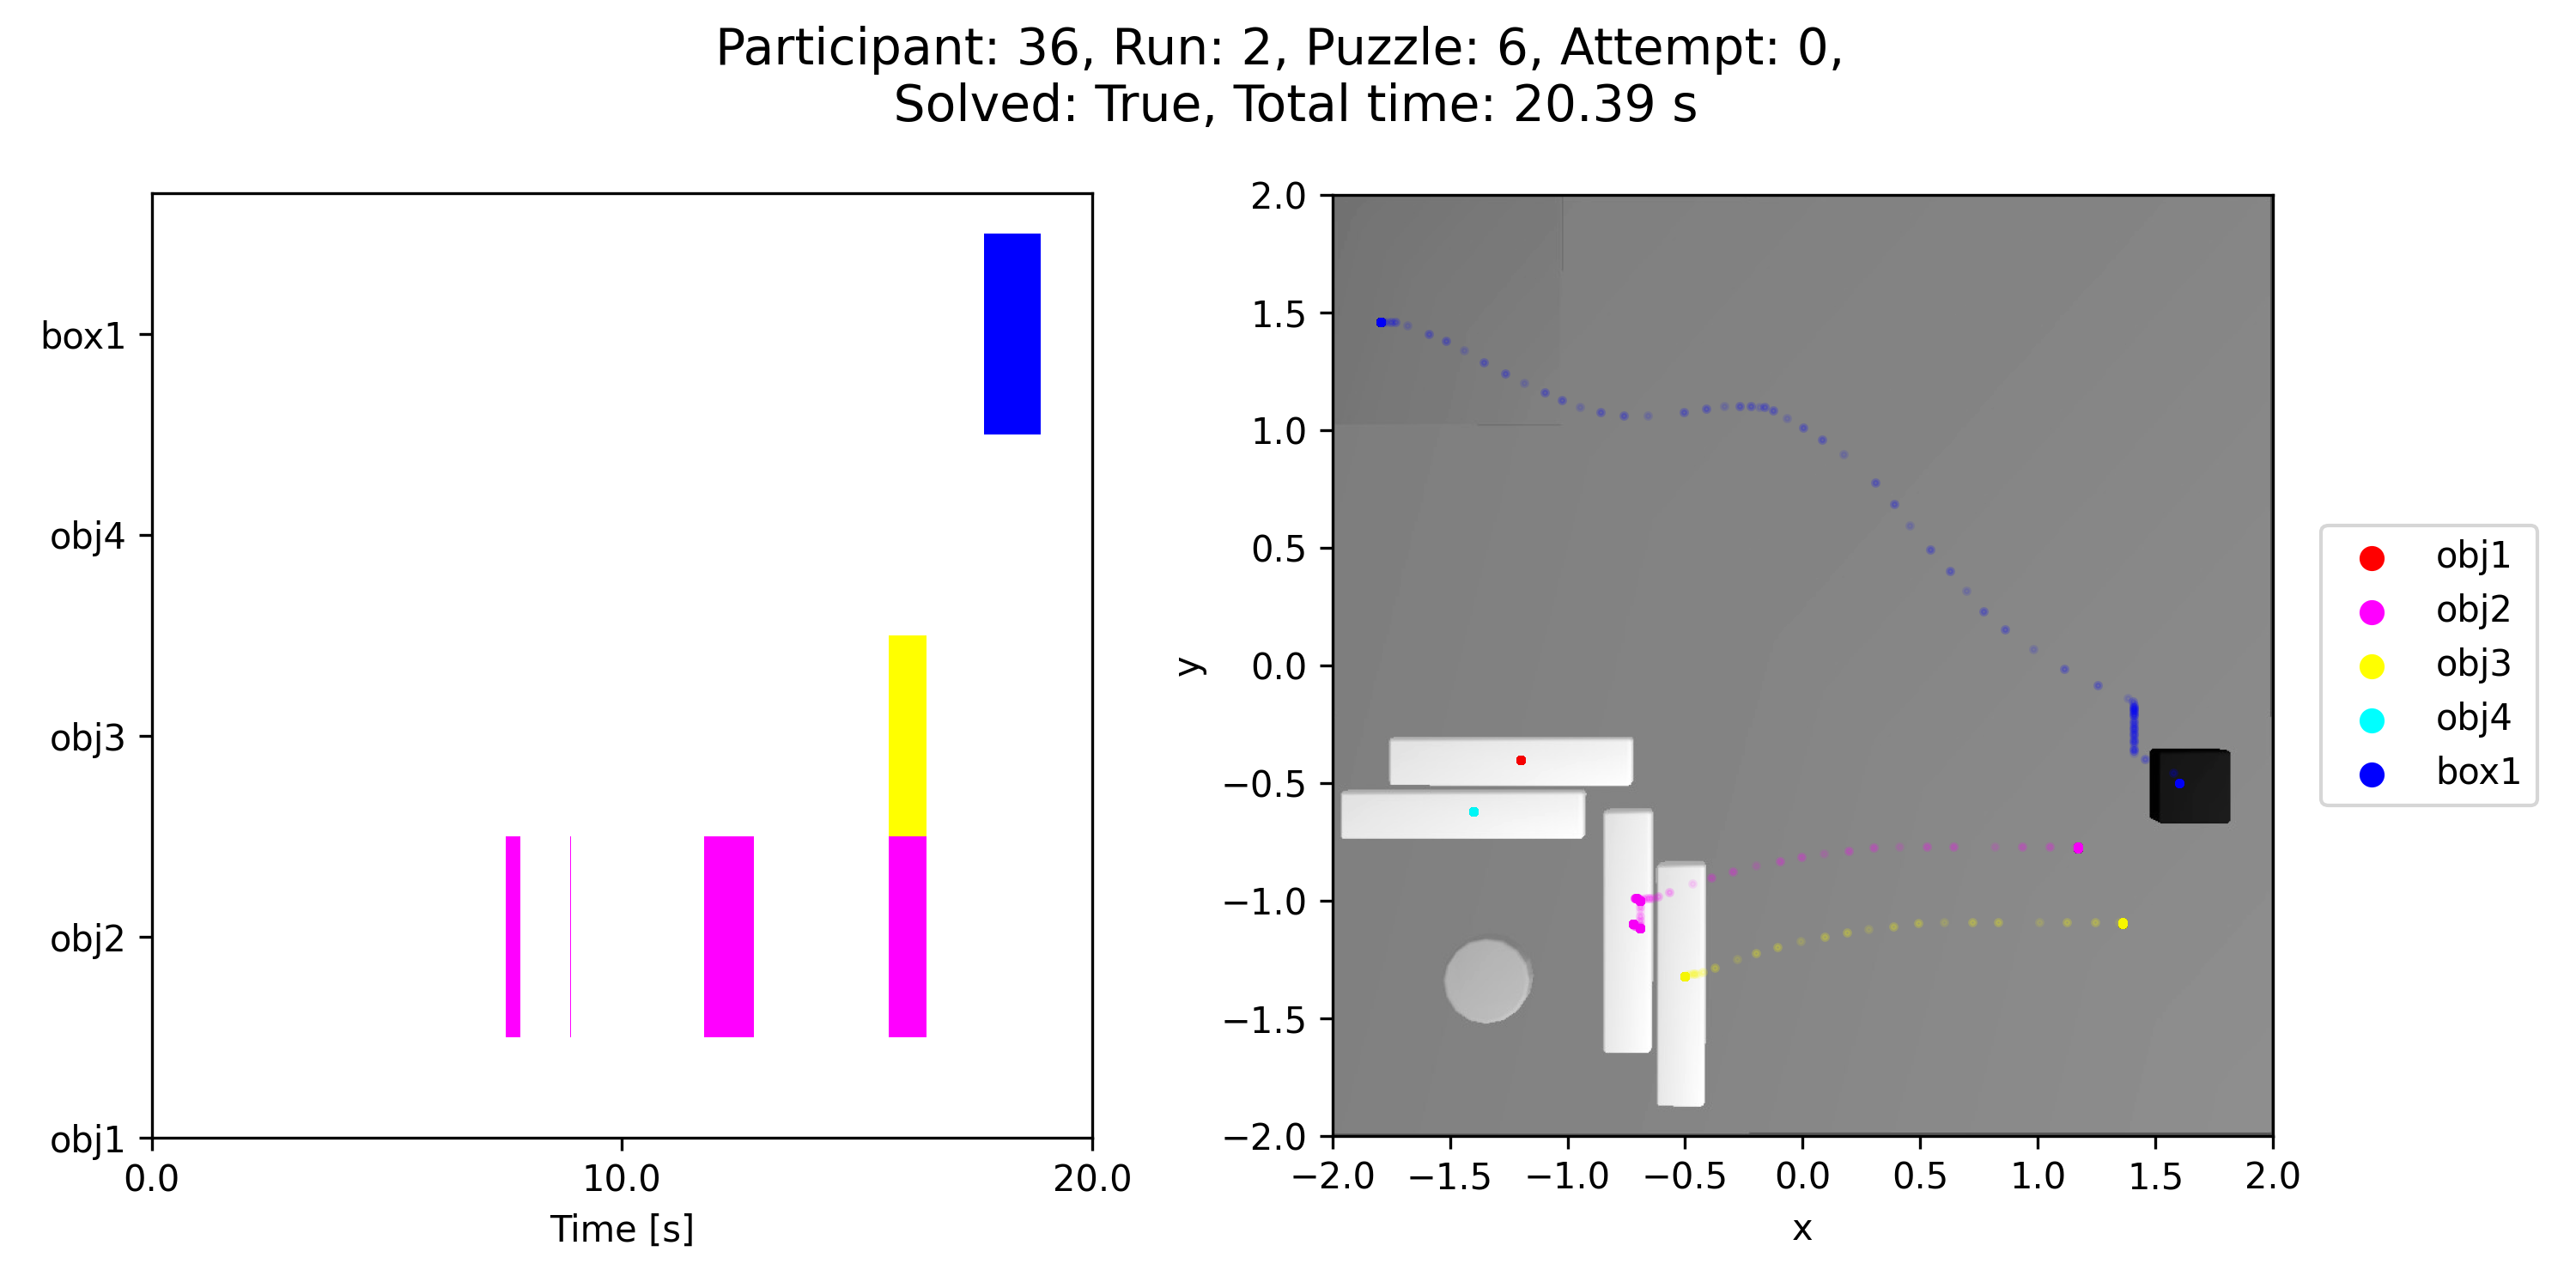 Participant: 36, Run: 2, Puzzle: 6, Attempt: 0,
Solved: True, Total time: 20.39 s
box1
obj4
obj3
obj2
obj1
0.0
10.0
20.0
Time [s]
2.0
1.5
1.0
0.5
0.0
−0.5
−1.0
−1.5
−2.0
y
−2.0
−1.5
−1.0
−0.5
0.0
0.5
1.0
1.5
2.0
x
obj1
obj2
obj3
obj4
box1